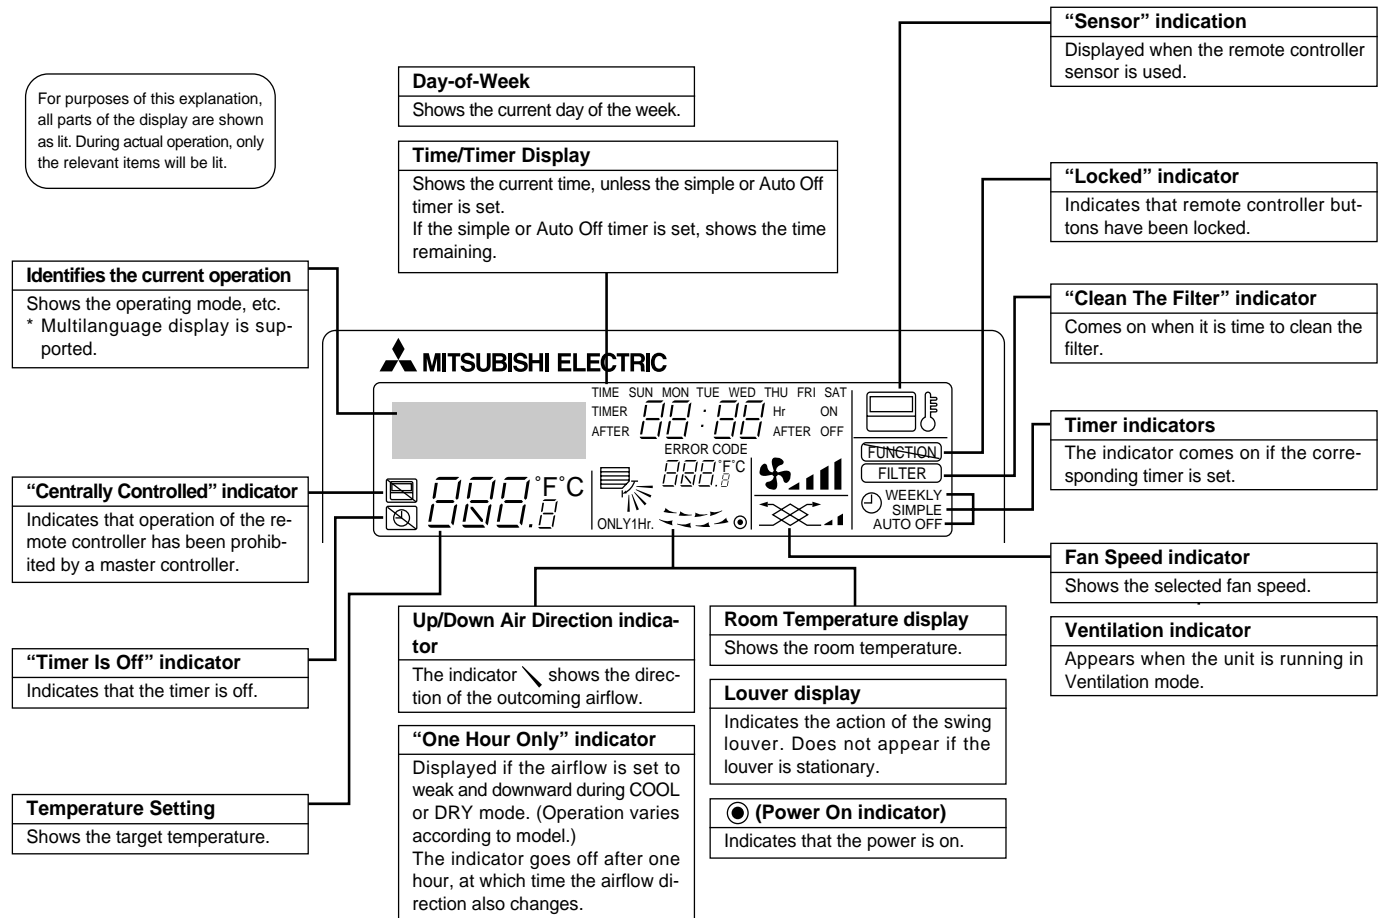 For purposes of this explanation,
all parts of the display are shown
as lit. During actual operation, only
the relevant items will be lit.
Identifies the current operation
Shows the operating mode, etc.
* Multilanguage display is sup-
ported.
“Centrally Controlled” indicator
Indicates that operation of the re-
mote controller has been prohib-
ited by a master controller.
“Timer Is Off” indicator
Indicates that the timer is off.
Temperature Setting
Shows the target temperature.
Day-of-Week
Shows the current day of the week.
Time/Timer Display
Shows the current time, unless the simple or Auto Off
timer is set.
If the simple or Auto Off timer is set, shows the time
remaining.
MITSUBISHI ELECTRIC
TIME SUN MON TUE WED THU FRI SAT
TIMER 88:88 Hr ON
AFTER AFTER OFF
ERROR CODE
°F°C
°F°C
ONLY1Hr.
FUNCTION
FILTER
WEEKLY
SIMPLE
AUTO OFF
Up/Down Air Direction indica-
tor
The indicator shows the direc-
tion of the outcoming airflow.
“One Hour Only” indicator
Displayed if the airflow is set to
weak and downward during COOL
or DRY mode. (Operation varies
according to model.)
The indicator goes off after one
hour, at which time the airflow di-
rection also changes.
Room Temperature display
Shows the room temperature.
Louver display
Indicates the action of the swing
louver. Does not appear if the
louver is stationary.
(Power On indicator)
Indicates that the power is on.
“Sensor” indication
Displayed when the remote controller
sensor is used.
“Locked” indicator
Indicates that remote controller but-
tons have been locked.
“Clean The Filter” indicator
Comes on when it is time to clean the
filter.
Timer indicators
The indicator comes on if the corre-
sponding timer is set.
Fan Speed indicator
Shows the selected fan speed.
Ventilation indicator
Appears when the unit is running in
Ventilation mode.